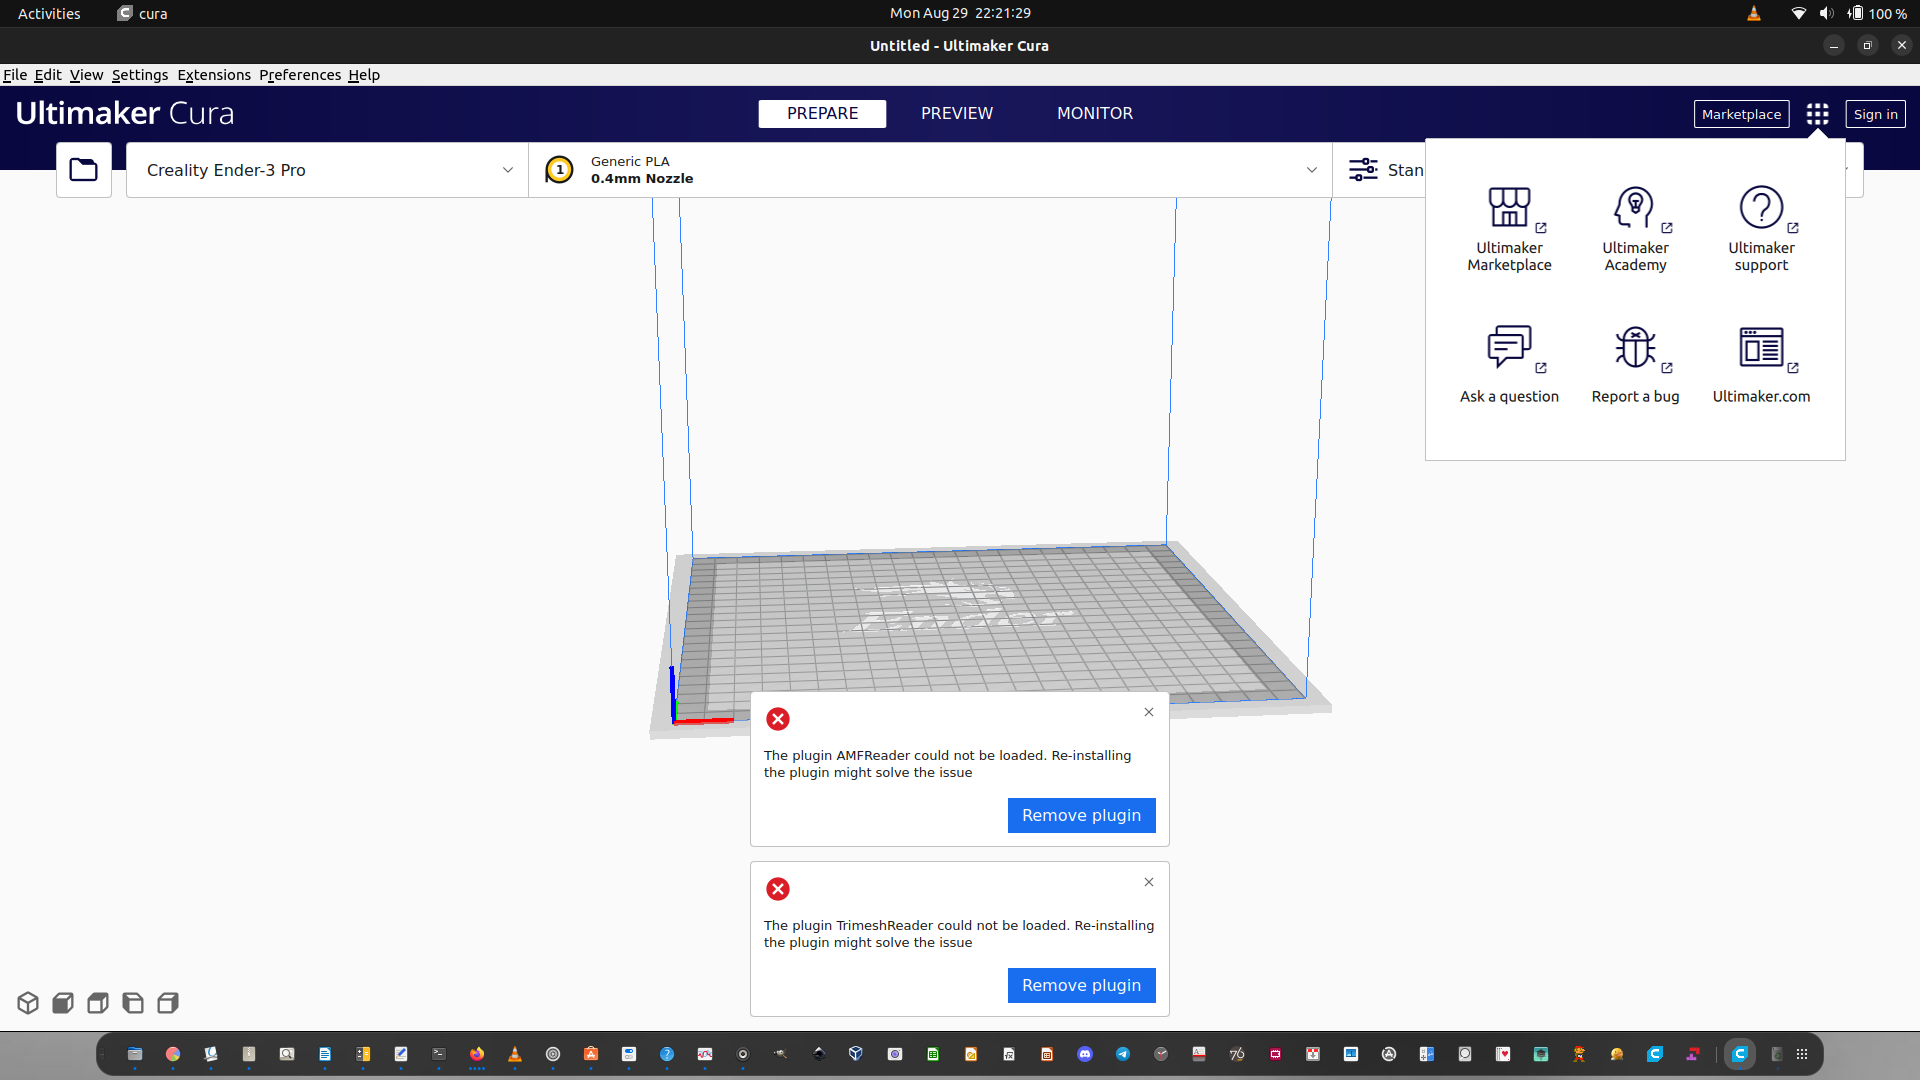 Activities
cura
Mon Aug 29 22:21:29
100 %
Untitled - Ultimaker Cura
File Edit View Settings Extensions Preferences Help
Ultimaker Cura
PREPARE
PREVIEW
MONITOR
Marketplace
Sign in
Creality Ender-3 Pro
1
Generic PLA
0.4mm Nozzle
Stan
Ultimaker
Marketplace
Ultimaker
Academy
Ultimaker
support
Ask a question
Report a bug
Ultimaker.com
Ender
The plugin AMFReader could not be loaded. Re-installing
the plugin might solve the issue
Remove plugin
The plugin TrimeshReader could not be loaded. Re-installing
the plugin might solve the issue
Remove plugin